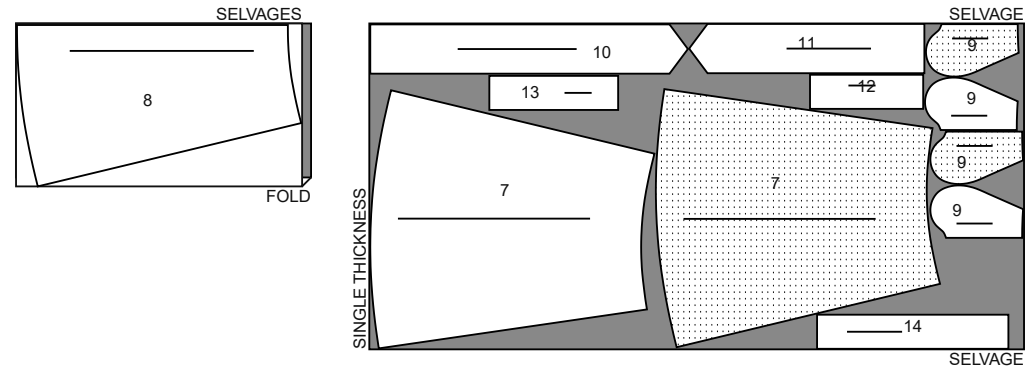 SELVAGES
8
FOLD
SELVAGE
10
11
9
13
12
9
7
7
9
9
SINGLE THICKNESS
14
SELVAGE